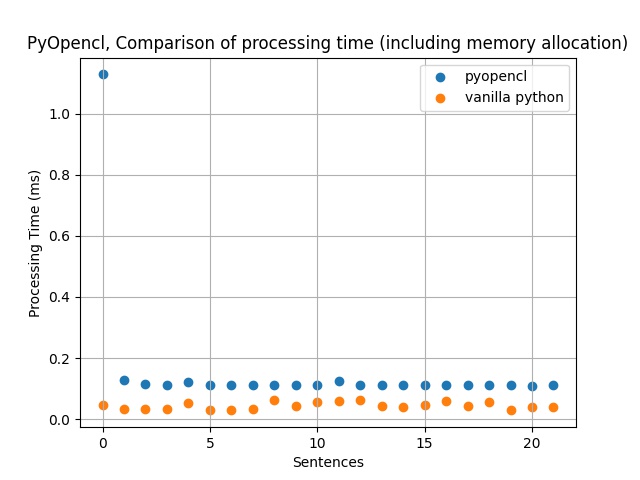 PyOpencl, Comparison of processing time (including memory allocation)
pyopencl
vanilla python
1.0
0.8
0.6
0.4
0.2
0.0
Processing Time (ms)
0 5 10 15 20
Sentences